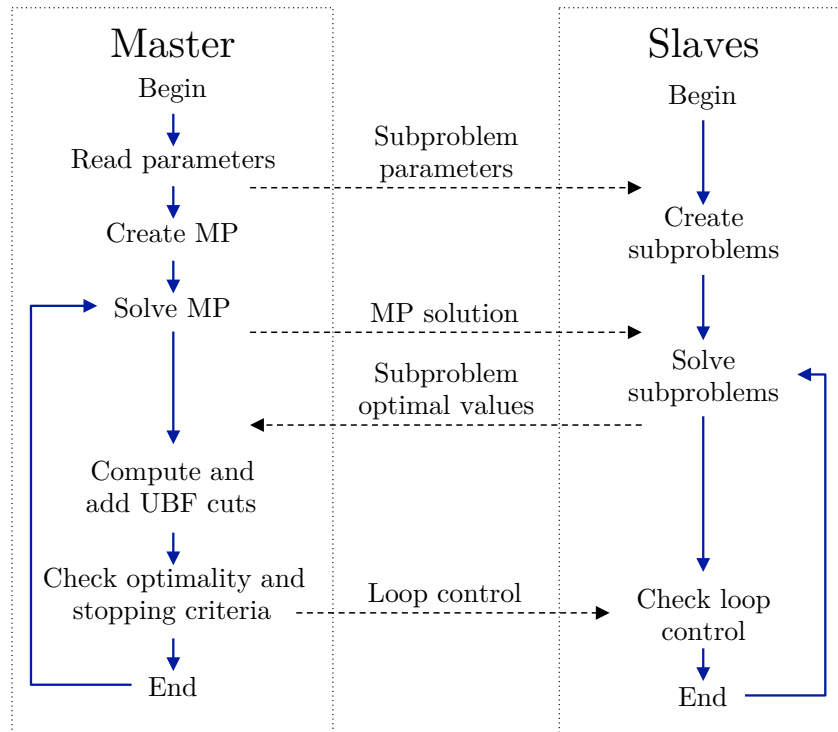 Master
Begin
Read parameters
Create MP
Solve MP
Compute and
add UBF cuts
Check optimality and
stopping criteria
End
Subproblem
parameters
MP solution
Subproblem
optimal values
Loop control
Slaves
Begin
Create
subproblems
Solve
subproblems
Check loop
control
End